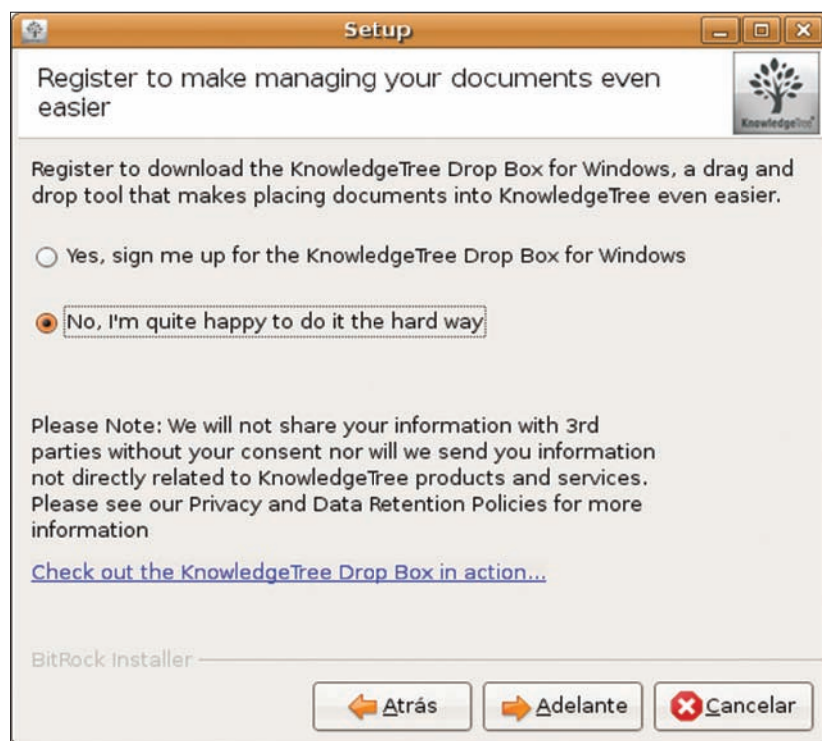 Setup
Register to make managing your documents even
easier
KnowledgeTree
Register to download the KnowledgeTree Drop Box for Windows, a drag and
drop tool that makes placing documents into KnowledgeTree even easier.
Yes, sign me up for the KnowledgeTree Drop Box for Windows
No, I'm quite happy to do it the hard way
Please Note: We will not share your information with 3rd
parties without your consent nor will we send you information
not directly related to KnowledgeTree products and services.
Please see our Privacy and Data Retention Policies for more
information
Check out the KnowledgeTree Drop Box in action...
BitRock Installer
Atrás Adelante Cancelar